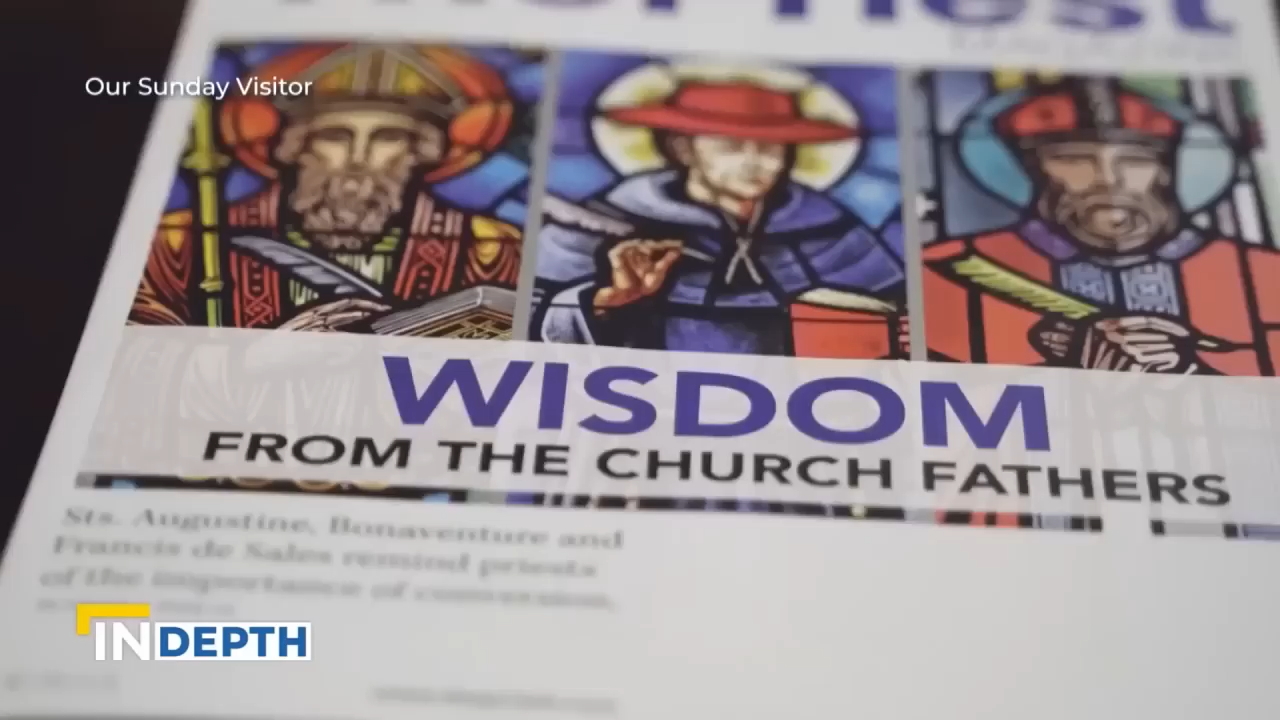 Our Sunday Visitor
WISDOM
FROM THE CHURCH FATHERS
Sts. Augustine, Bonaventure and
Francis de Sales remind priests
of the importance of conversion,
INDEPTH